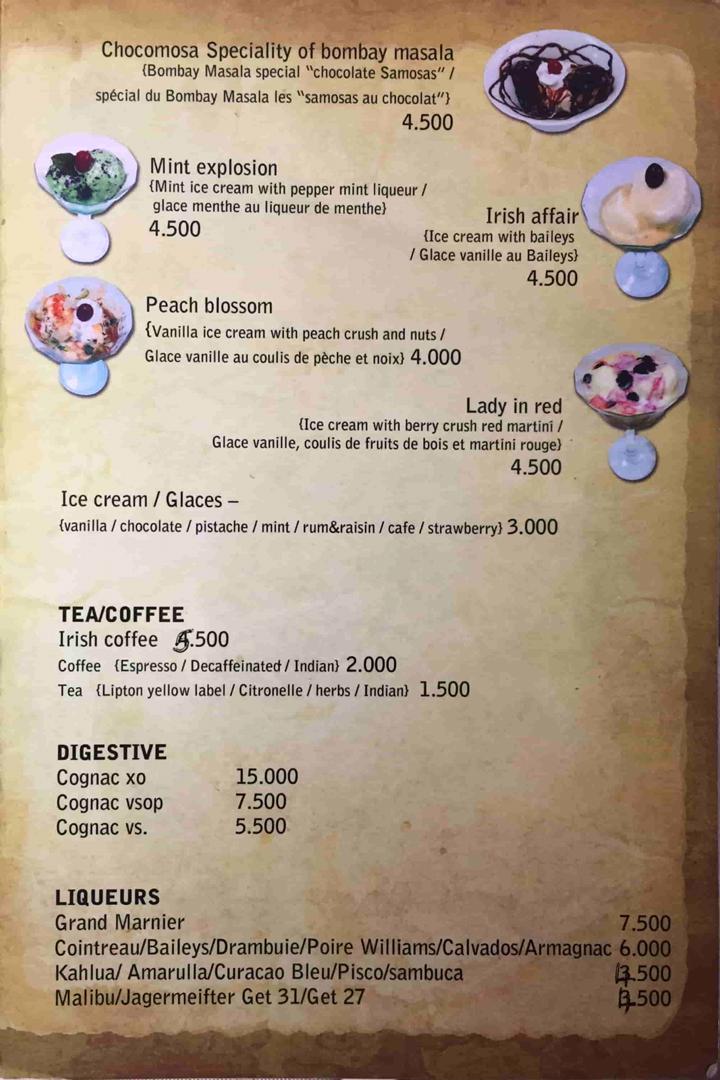 Chocomosa Speciality of bombay masala
{Bombay Masala special "chocolate Samosas" /
spécial du Bombay Masala les "samosas au chocolat"}
4.500
Mint explosion
{Mint ice cream with pepper mint liqueur /
glace menthe au liqueur de menthe}
4.500
Irish affair
{Ice cream with baileys
/ Glace vanille au Baileys}
4.500
Peach blossom
{Vanilla ice cream with peach crush and nuts /
Glace vanille au coulis de pèche et noix} 4.000
Lady in red
{Ice cream with berry crush red martini /
Glace vanille, coulis de fruits de bois et martini rouge}
4.500
Ice cream / Glaces –
{vanilla / chocolate / pistache / mint / rum&raisin / cafe / strawberry} 3.000
TEA/COFFEE
Irish coffee .500
Coffee {Espresso / Decaffeinated / Indian} 2.000
Tea {Lipton yellow label / Citronelle / herbs / Indian} 1.500
DIGESTIVE
Cognac xo 15.000
Cognac vsop 7.500
Cognac vs. 5.500
LIQUEURS
Grand Marnier 7.500
Cointreau/Baileys/Drambuie/Poire Williams/Calvados/Armagnac 6.000
Kahlua/ Amarulla/Curacao Bleu/Pisco/sambuca .500
Malibu/Jagermeifter Get 31/Get 27 .500